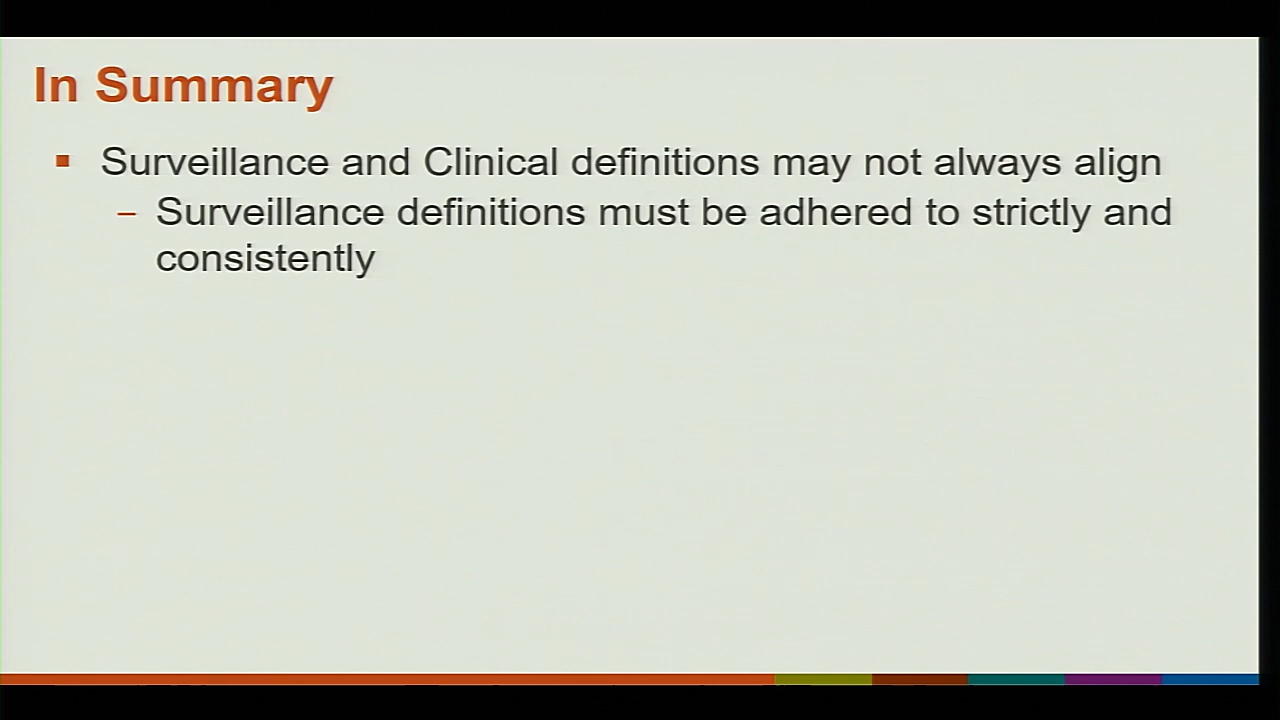 In Summary
▪ Surveillance and Clinical definitions may not always align
– Surveillance definitions must be adhered to strictly and
consistently